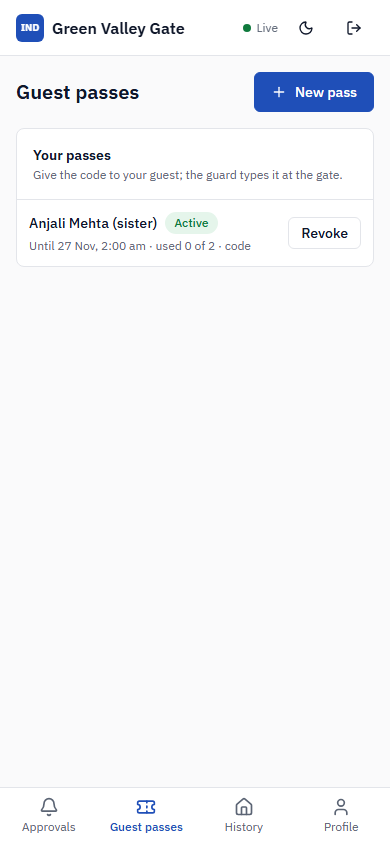 IND Green Valley Gate Live
Guest passes
New pass
Your passes
Give the code to your guest; the guard types it at the gate.
Anjali Mehta (sister) Active
Until 27 Nov, 2:00 am · used 0 of 2 · code
Revoke
Approvals Guest passes History Profile